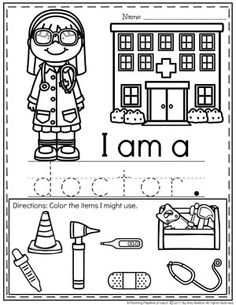 Name
I am a
doctor.
Directions: Color the items I might use.